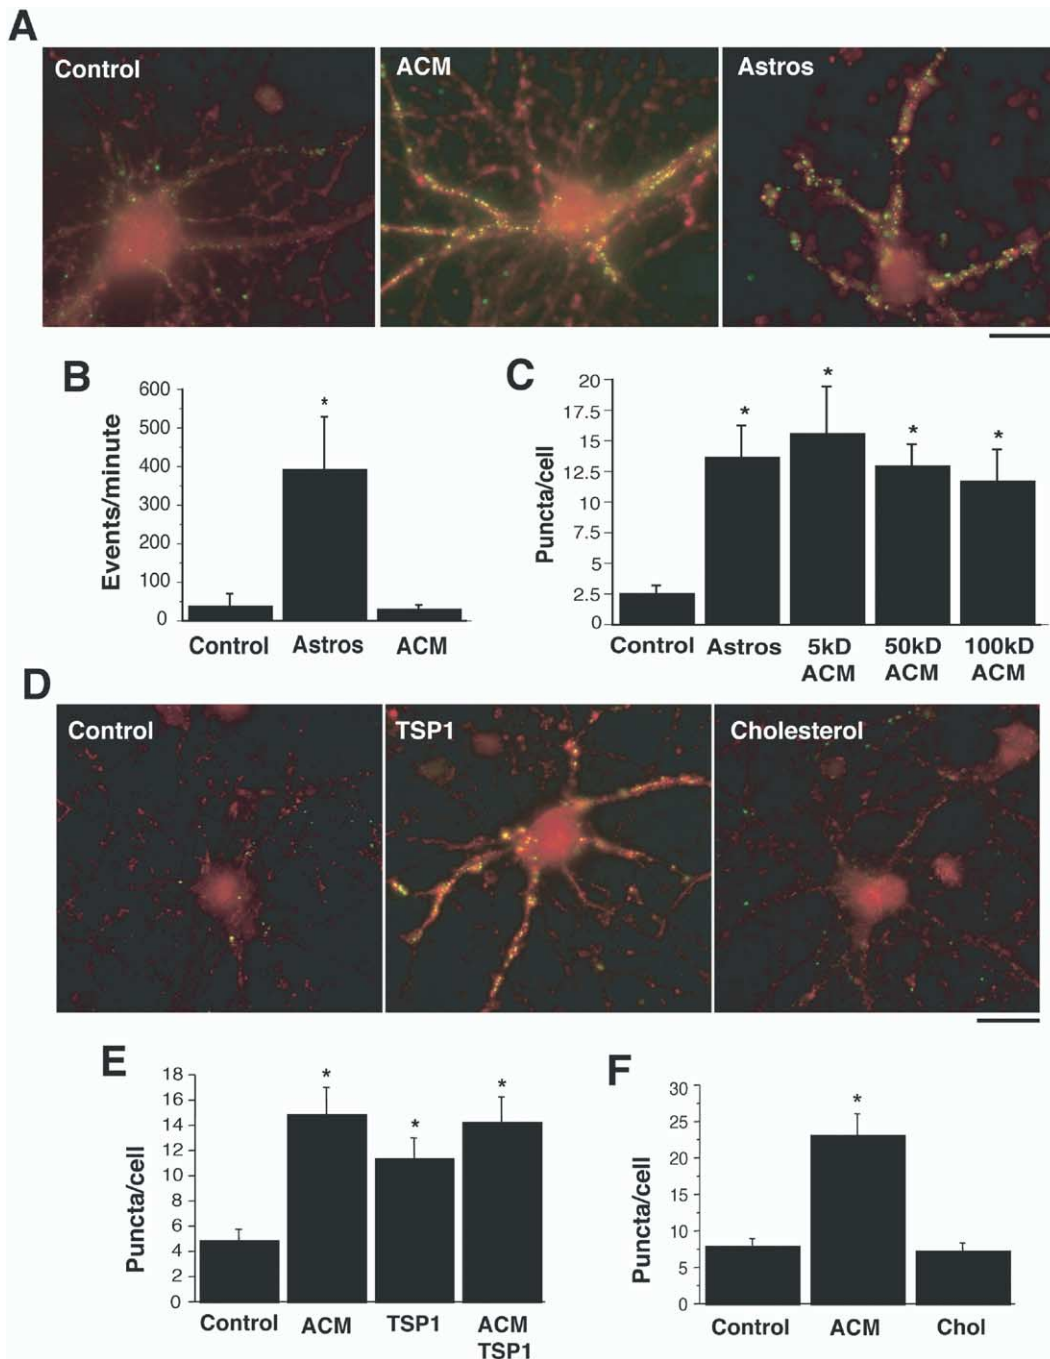 A
Control
ACM
Astros
B
Events/minute
600
500
400
300
200
100
0
*
Control
Astros
ACM
C
Puncta/cell
20
17.5
15
12.5
10
7.5
5
2.5
0
*
*
*
*
Control
Astros
5kD
ACM
50kD
ACM
100kD
ACM
D
Control
TSP1
Cholesterol
E
Puncta/cell
18
16
14
12
10
8
6
4
2
0
*
*
*
Control
ACM
TSP1
ACM
TSP1
F
Puncta/cell
30
25
20
15
10
5
0
*
Control
ACM
Chol